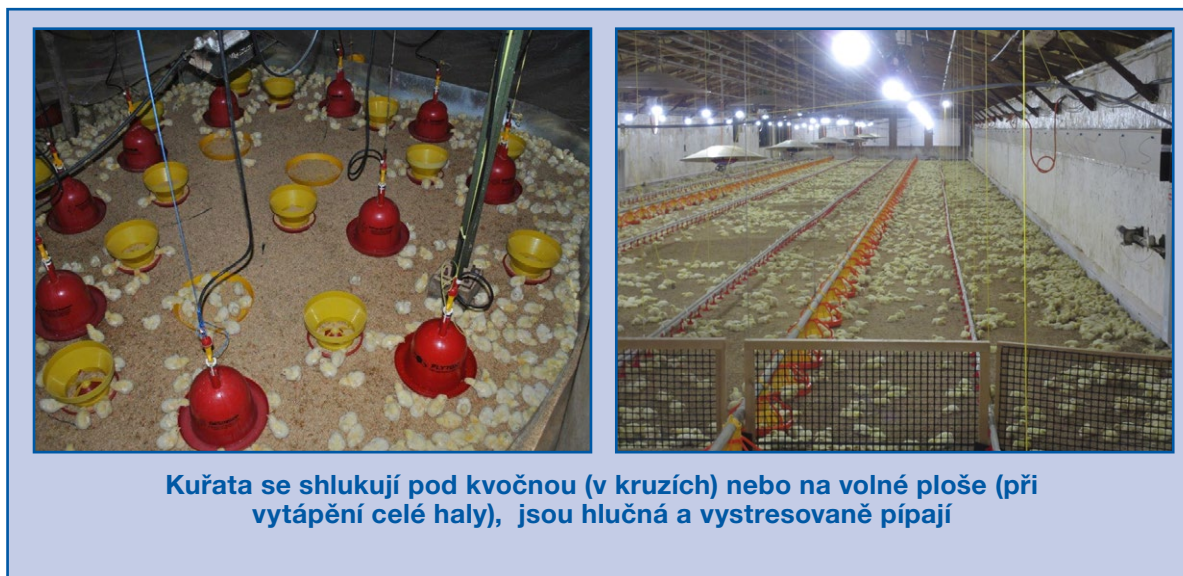 Kuřata se shlukují pod kvočnou (v kruzích) nebo na volné ploše (při
vytápění celé haly),  jsou hlučná a vystresovaně pípají